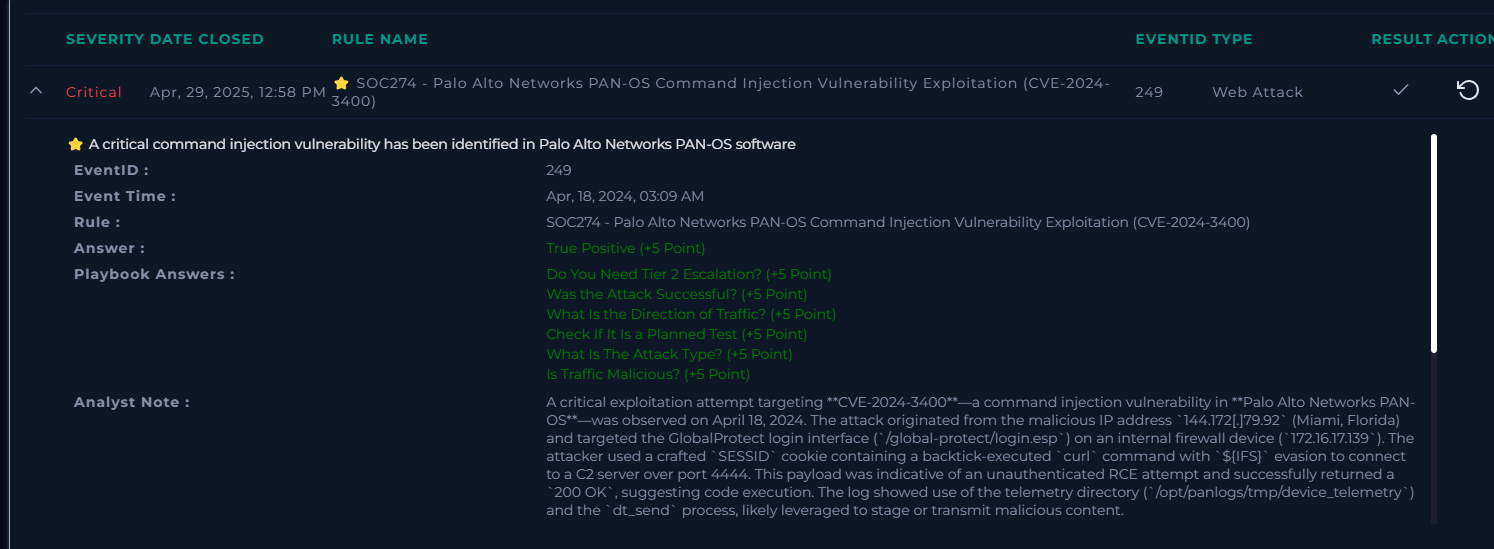 SEVERITY DATE CLOSED RULE NAME EVENTID TYPE RESULT ACTION
Critical Apr, 29, 2025, 12:58 PM SOC274 - Palo Alto Networks PAN-OS Command Injection Vulnerability Exploitation (CVE-2024-
3400) 249 Web Attack
A critical command injection vulnerability has been identified in Palo Alto Networks PAN-OS software
EventID : 249
Event Time : Apr, 18, 2024, 03:09 AM
Rule : SOC274 - Palo Alto Networks PAN-OS Command Injection Vulnerability Exploitation (CVE-2024-3400)
Answer : True Positive (+5 Point)
Playbook Answers : Do You Need Tier 2 Escalation? (+5 Point)
Was the Attack Successful? (+5 Point)
What Is the Direction of Traffic? (+5 Point)
Check If It Is a Planned Test (+5 Point)
What Is The Attack Type? (+5 Point)
Is Traffic Malicious? (+5 Point)
Analyst Note : A critical exploitation attempt targeting **CVE-2024-3400**—a command injection vulnerability in **Palo Alto Networks PAN-
OS**—was observed on April 18, 2024. The attack originated from the malicious IP address `144.172[.]79.92` (Miami, Florida)
and targeted the GlobalProtect login interface (`/global-protect/login.esp`) on an internal firewall device (`172.16.17.139`). The
attacker used a crafted `SESSID` cookie containing a backtick-executed `curl` command with `${IFS}` evasion to connect
to a C2 server over port 4444. This payload was indicative of an unauthenticated RCE attempt and successfully returned a
`200 OK`, suggesting code execution. The log showed use of the telemetry directory (`/opt/panlogs/tmp/device_telemetry`)
and the `dt_send` process, likely leveraged to stage or transmit malicious content.